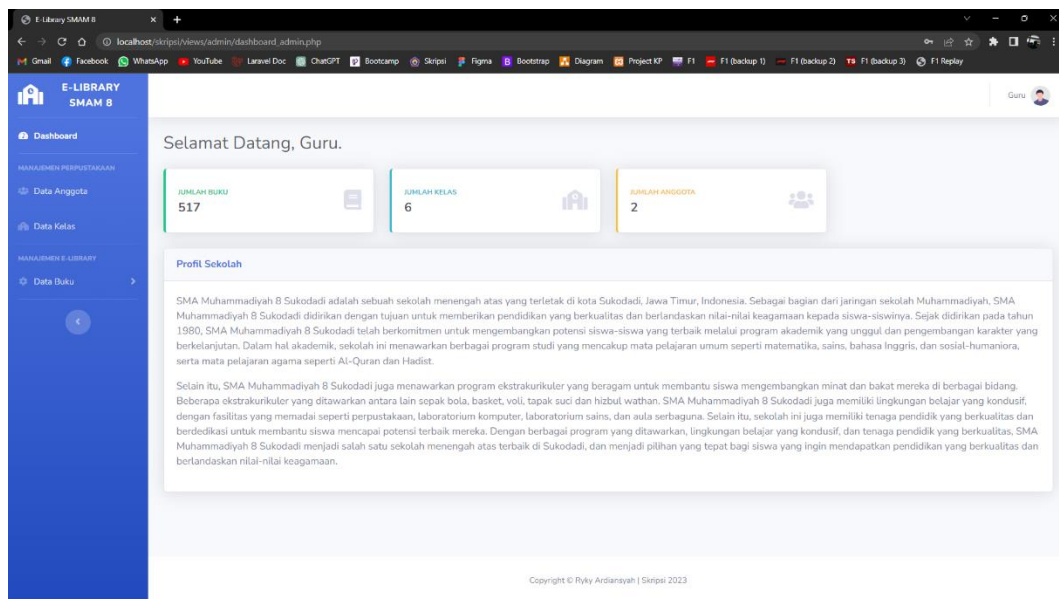 E-Library SMAM 8
localhost/skripsi/views/admin/dashboard_admin.php
Gmail Facebook WhatsApp YouTube Laravel Doc ChatGPT Bootcamp Skripsi Figma Bootstrap Diagram Project KP F1 F1 (backup 1) F1 (backup 2) F1 (backup 3) F1 Replay
E-LIBRARY
SMAM 8
Guru
Dashboard
MANAJEMEN PERPUSTAKAAN
Data Anggota
Data Kelas
MANAJEMEN E-LIBRARY
Data Buku
Selamat Datang, Guru.
JUMLAH BUKU
517
JUMLAH KELAS
6
JUMLAH ANGGOTA
2
Profil Sekolah
SMA Muhammadiyah 8 Sukodadi adalah sebuah sekolah menengah atas yang terletak di kota Sukodadi, Jawa Timur, Indonesia. Sebagai bagian dari jaringan sekolah Muhammadiyah, SMA
Muhammadiyah 8 Sukodadi didirikan dengan tujuan untuk memberikan pendidikan yang berkualitas dan berlandaskan nilai-nilai keagamaan kepada siswa-siswinya. Sejak didirikan pada tahun
1980, SMA Muhammadiyah 8 Sukodadi telah berkomitmen untuk mengembangkan potensi siswa-siswa yang terbaik melalui program akademik yang unggul dan pengembangan karakter yang
berkelanjutan. Dalam hal akademik, sekolah ini menawarkan berbagai program studi yang mencakup mata pelajaran umum seperti matematika, sains, bahasa Inggris, dan sosial-humaniora,
serta mata pelajaran agama seperti Al-Quran dan Hadist.
Selain itu, SMA Muhammadiyah 8 Sukodadi juga menawarkan program ekstrakurikuler yang beragam untuk membantu siswa mengembangkan minat dan bakat mereka di berbagai bidang.
Beberapa ekstrakurikuler yang ditawarkan antara lain sepak bola, basket, voli, tapak suci dan hizbul wathan. SMA Muhammadiyah 8 Sukodadi juga memiliki lingkungan belajar yang kondusif,
dengan fasilitas yang memadai seperti perpustakaan, laboratorium komputer, laboratorium sains, dan aula serbaguna. Selain itu, sekolah ini juga memiliki tenaga pendidik yang berkualitas dan
berdedikasi untuk membantu siswa mencapai potensi terbaik mereka. Dengan berbagai program yang ditawarkan, lingkungan belajar yang kondusif, dan tenaga pendidik yang berkualitas, SMA
Muhammadiyah 8 Sukodadi menjadi salah satu sekolah menengah atas terbaik di Sukodadi, dan menjadi pilihan yang tepat bagi siswa yang ingin mendapatkan pendidikan yang berkualitas dan
berlandaskan nilai-nilai keagamaan.
Copyright © Ryky Ardiansyah | Skripsi 2023